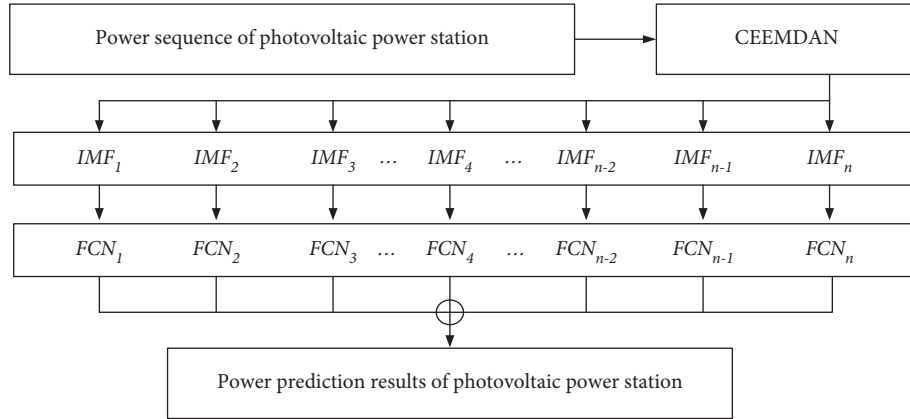 Power sequence of photovoltaic power station CEEMDAN
IMF1 IMF2 IMF3 ... IMF4 ... IMFn-2 IMFn-1 IMFn
FCN1 FCN2 FCN3 ... FCN4 ... FCNn-2 FCNn-1 FCNn
Power prediction results of photovoltaic power station